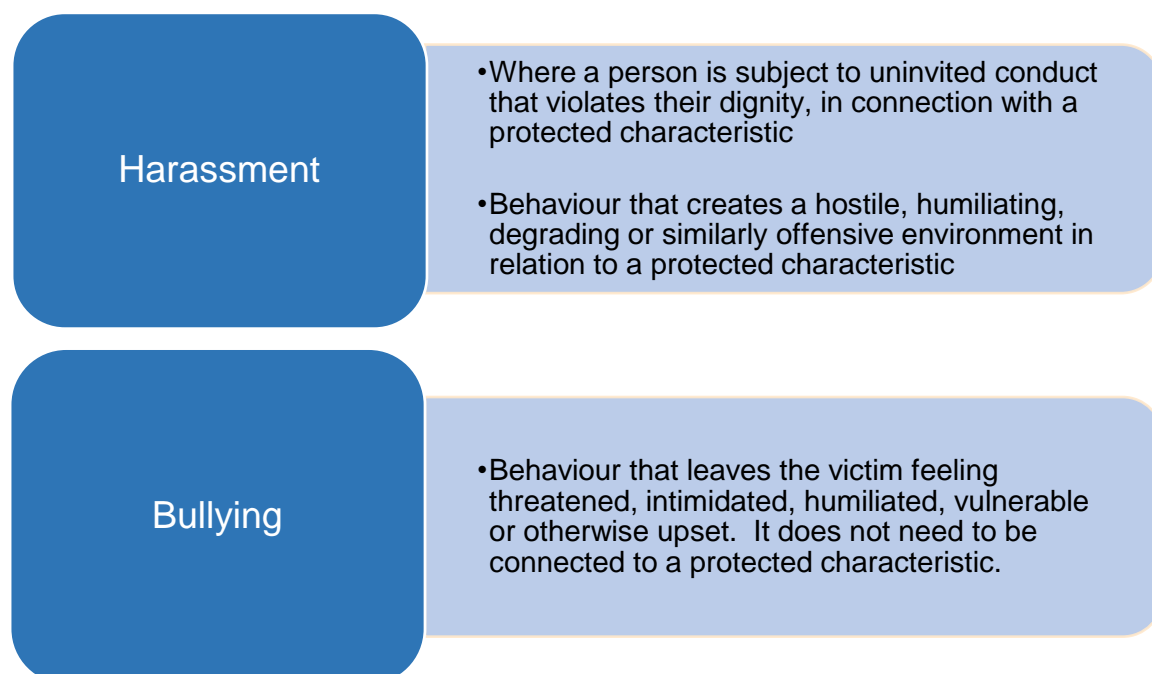 Harassment
•Where a person is subject to uninvited conduct
that violates their dignity, in connection with a
protected characteristic
•Behaviour that creates a hostile, humiliating,
degrading or similarly offensive environment in
relation to a protected characteristic
Bullying
•Behaviour that leaves the victim feeling
threatened, intimidated, humiliated, vulnerable
or otherwise upset.  It does not need to be
connected to a protected characteristic.